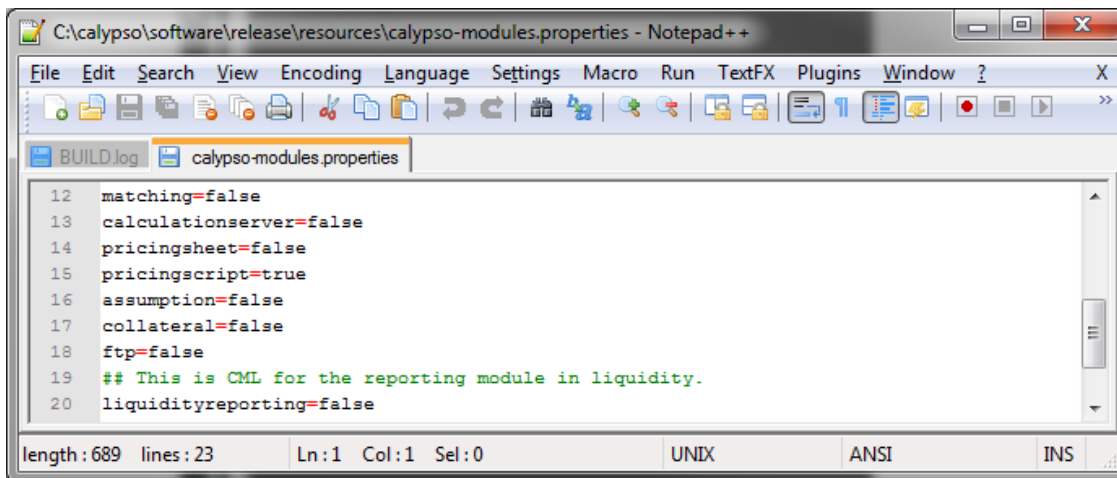 C:\calypso\software\release\resources\calypso-modules.properties - Notepad++
File Edit Search View Encoding Language Settings Macro Run TextFX Plugins Window ? X
BUILD.log calypso-modules.properties
12 matching=false
13 calculationserver=false
14 pricingsheet=false
15 pricingscript=true
16 assumption=false
17 collateral=false
18 ftp=false
19 ## This is CML for the reporting module in liquidity.
20 liquidityreporting=false
length : 689 lines : 23 Ln : 1 Col : 1 Sel : 0 UNIX ANSI INS